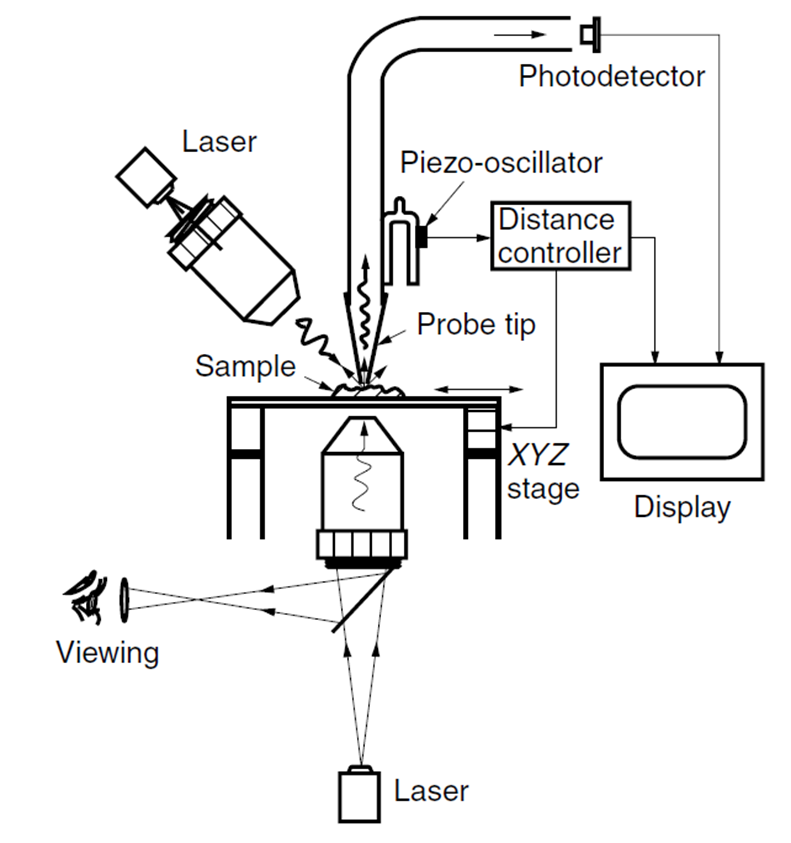 Photodetector
Laser
Piezo-oscillator
Distance
controller
Probe tip
Sample
XYZ
stage
Display
Viewing
Laser